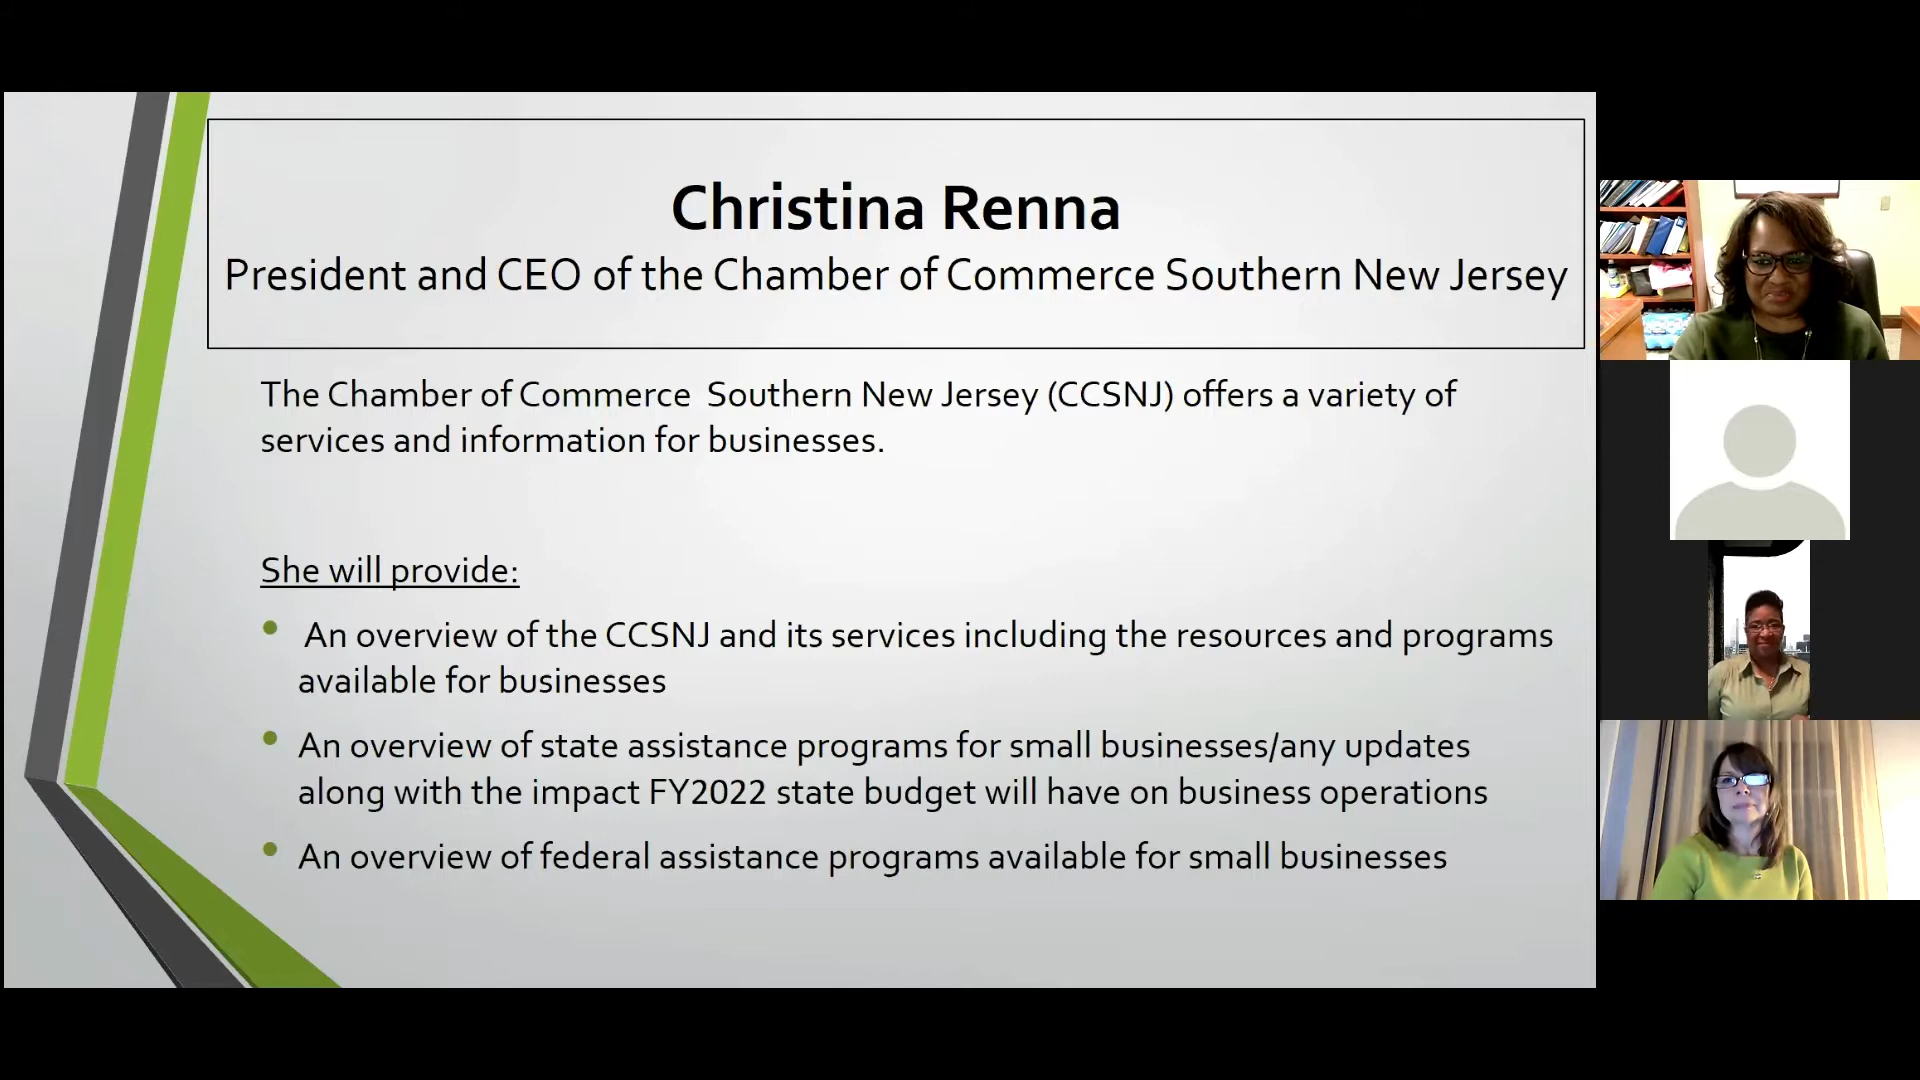 Christina Renna
President and CEO of the Chamber of Commerce Southern New Jersey
The Chamber of Commerce  Southern New Jersey (CCSNJ) offers a variety of
services and information for businesses.
She will provide:
• An overview of the CCSNJ and its services including the resources and programs
available for businesses
• An overview of state assistance programs for small businesses/any updates
along with the impact FY2022 state budget will have on business operations
• An overview of federal assistance programs available for small businesses